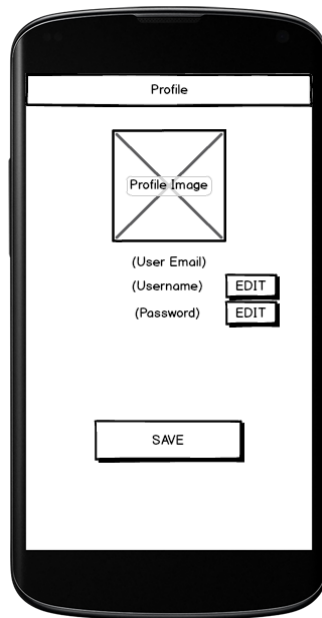 Profile
Profile Image
(User Email)
(Username) EDIT
(Password) EDIT
SAVE